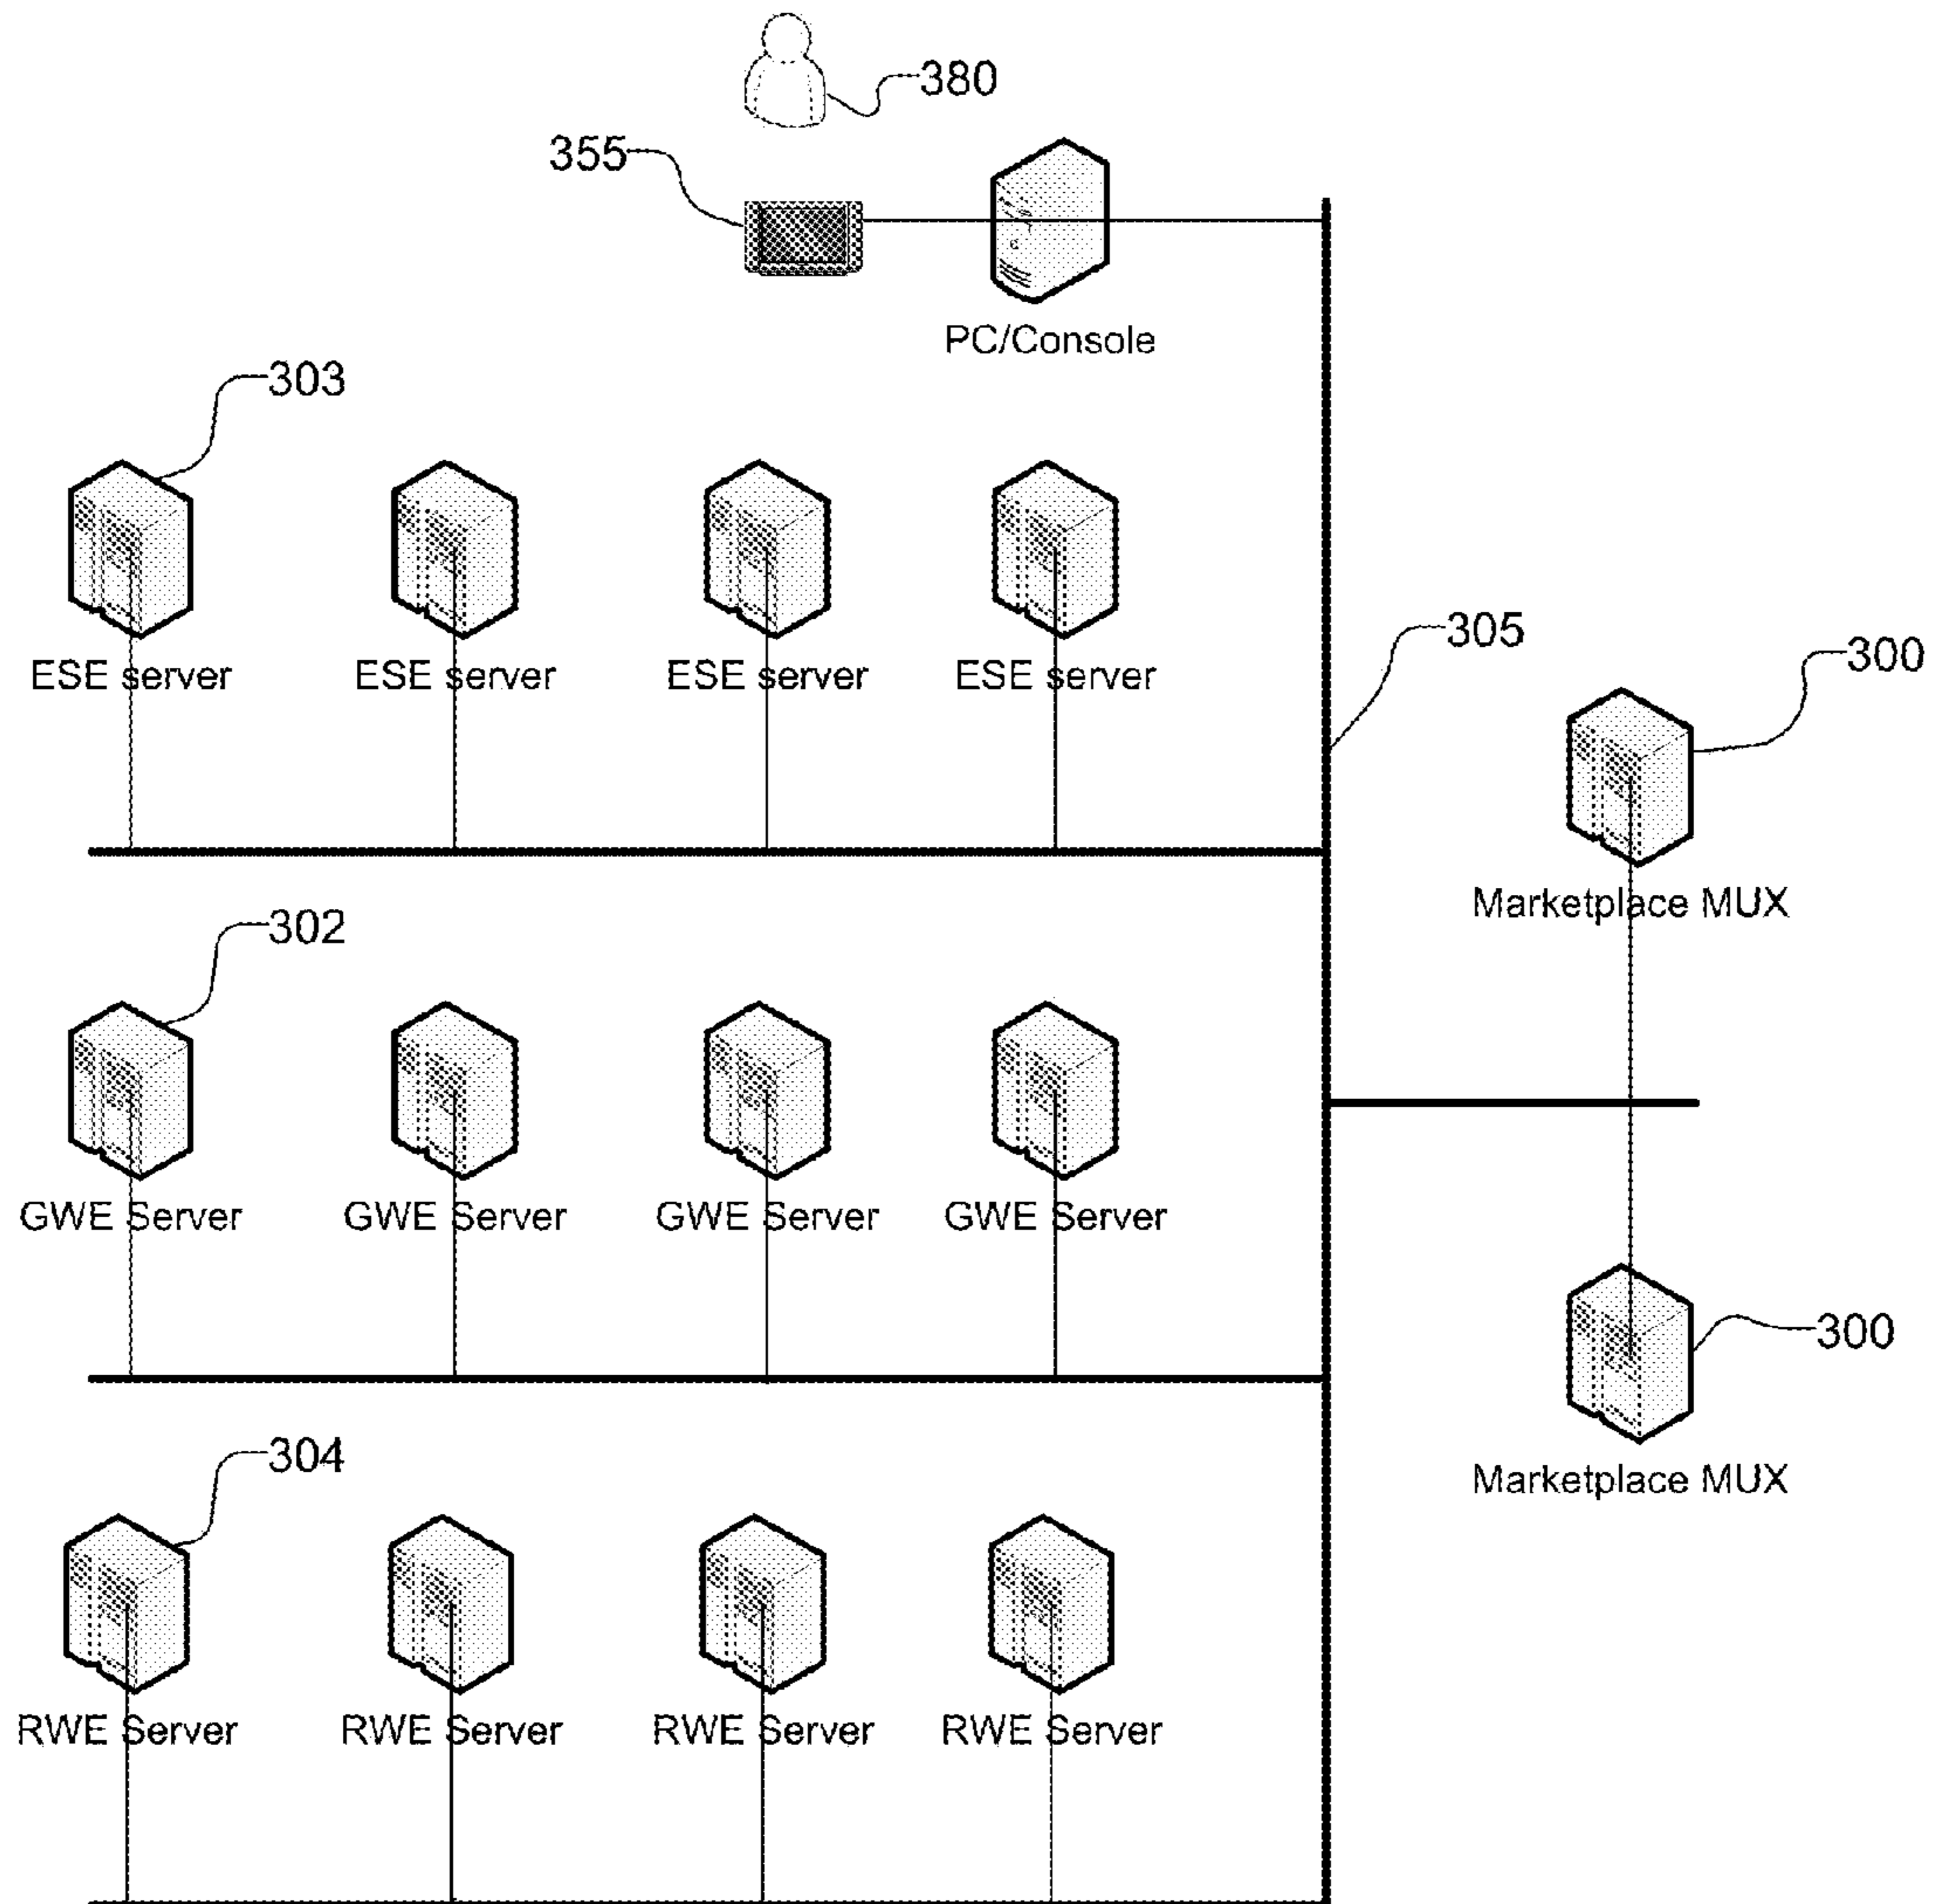 380
355
PC/Console
303
ESE server ESE server ESE server ESE server
305
300
Marketplace MUX
302
GWE Server GWE Server GWE Server GWE Server
300
Marketplace MUX
304
RWE Server RWE Server RWE Server RWE Server